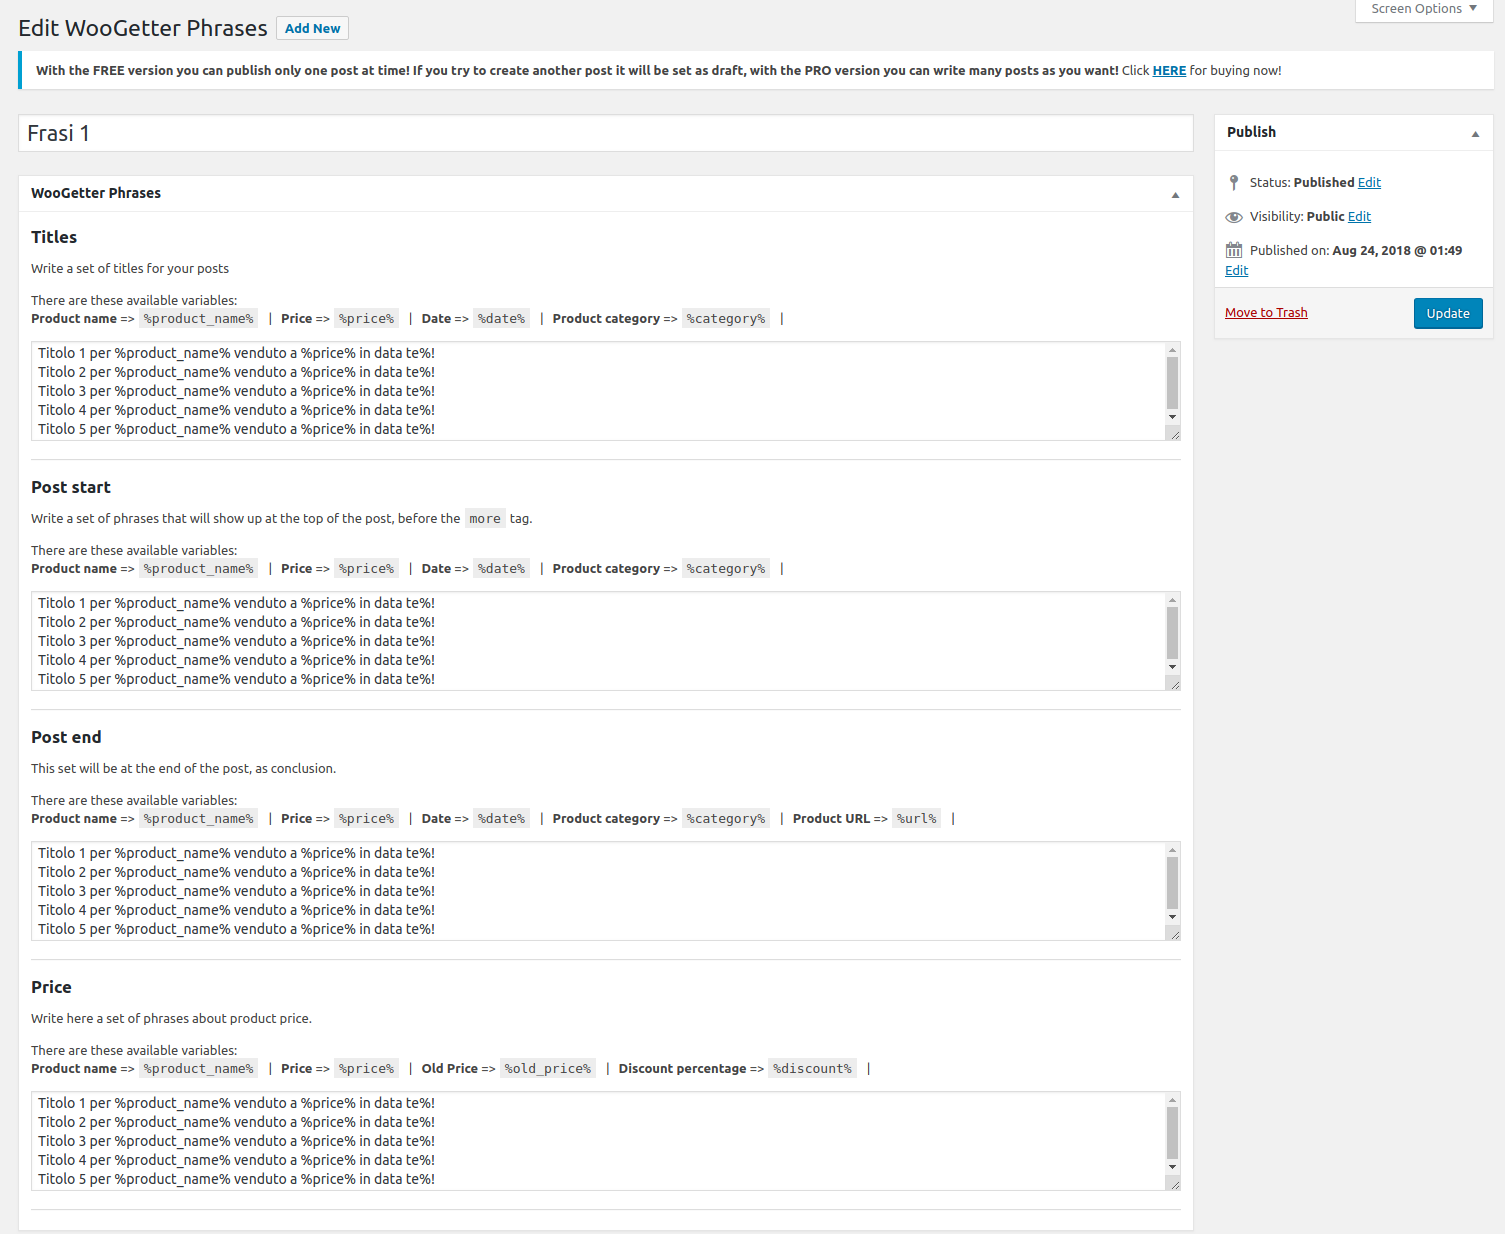 Screen Options
Edit WooGetter Phrases Add New
With the FREE version you can publish only one post at time! If you try to create another post it will be set as draft, with the PRO version you can write many posts as you want! Click HERE for buying now!
Frasi 1
WooGetter Phrases
Titles
Write a set of titles for your posts
There are these available variables:
Product name => %product_name% | Price => %price% | Date => %date% | Product category => %category% |
Titolo 1 per %product_name% venduto a %price% in data te%!
Titolo 2 per %product_name% venduto a %price% in data te%!
Titolo 3 per %product_name% venduto a %price% in data te%!
Titolo 4 per %product_name% venduto a %price% in data te%!
Titolo 5 per %product_name% venduto a %price% in data te%!
Post start
Write a set of phrases that will show up at the top of the post, before the more tag.
There are these available variables:
Product name => %product_name% | Price => %price% | Date => %date% | Product category => %category% |
Titolo 1 per %product_name% venduto a %price% in data te%!
Titolo 2 per %product_name% venduto a %price% in data te%!
Titolo 3 per %product_name% venduto a %price% in data te%!
Titolo 4 per %product_name% venduto a %price% in data te%!
Titolo 5 per %product_name% venduto a %price% in data te%!
Post end
This set will be at the end of the post, as conclusion.
There are these available variables:
Product name => %product_name% | Price => %price% | Date => %date% | Product category => %category% | Product URL => %url% |
Titolo 1 per %product_name% venduto a %price% in data te%!
Titolo 2 per %product_name% venduto a %price% in data te%!
Titolo 3 per %product_name% venduto a %price% in data te%!
Titolo 4 per %product_name% venduto a %price% in data te%!
Titolo 5 per %product_name% venduto a %price% in data te%!
Price
Write here a set of phrases about product price.
There are these available variables:
Product name => %product_name% | Price => %price% | Old Price => %old_price% | Discount percentage => %discount% |
Titolo 1 per %product_name% venduto a %price% in data te%!
Titolo 2 per %product_name% venduto a %price% in data te%!
Titolo 3 per %product_name% venduto a %price% in data te%!
Titolo 4 per %product_name% venduto a %price% in data te%!
Titolo 5 per %product_name% venduto a %price% in data te%!
Publish
Status: Published Edit
Visibility: Public Edit
Published on: Aug 24, 2018 @ 01:49
Edit
Move to Trash Update